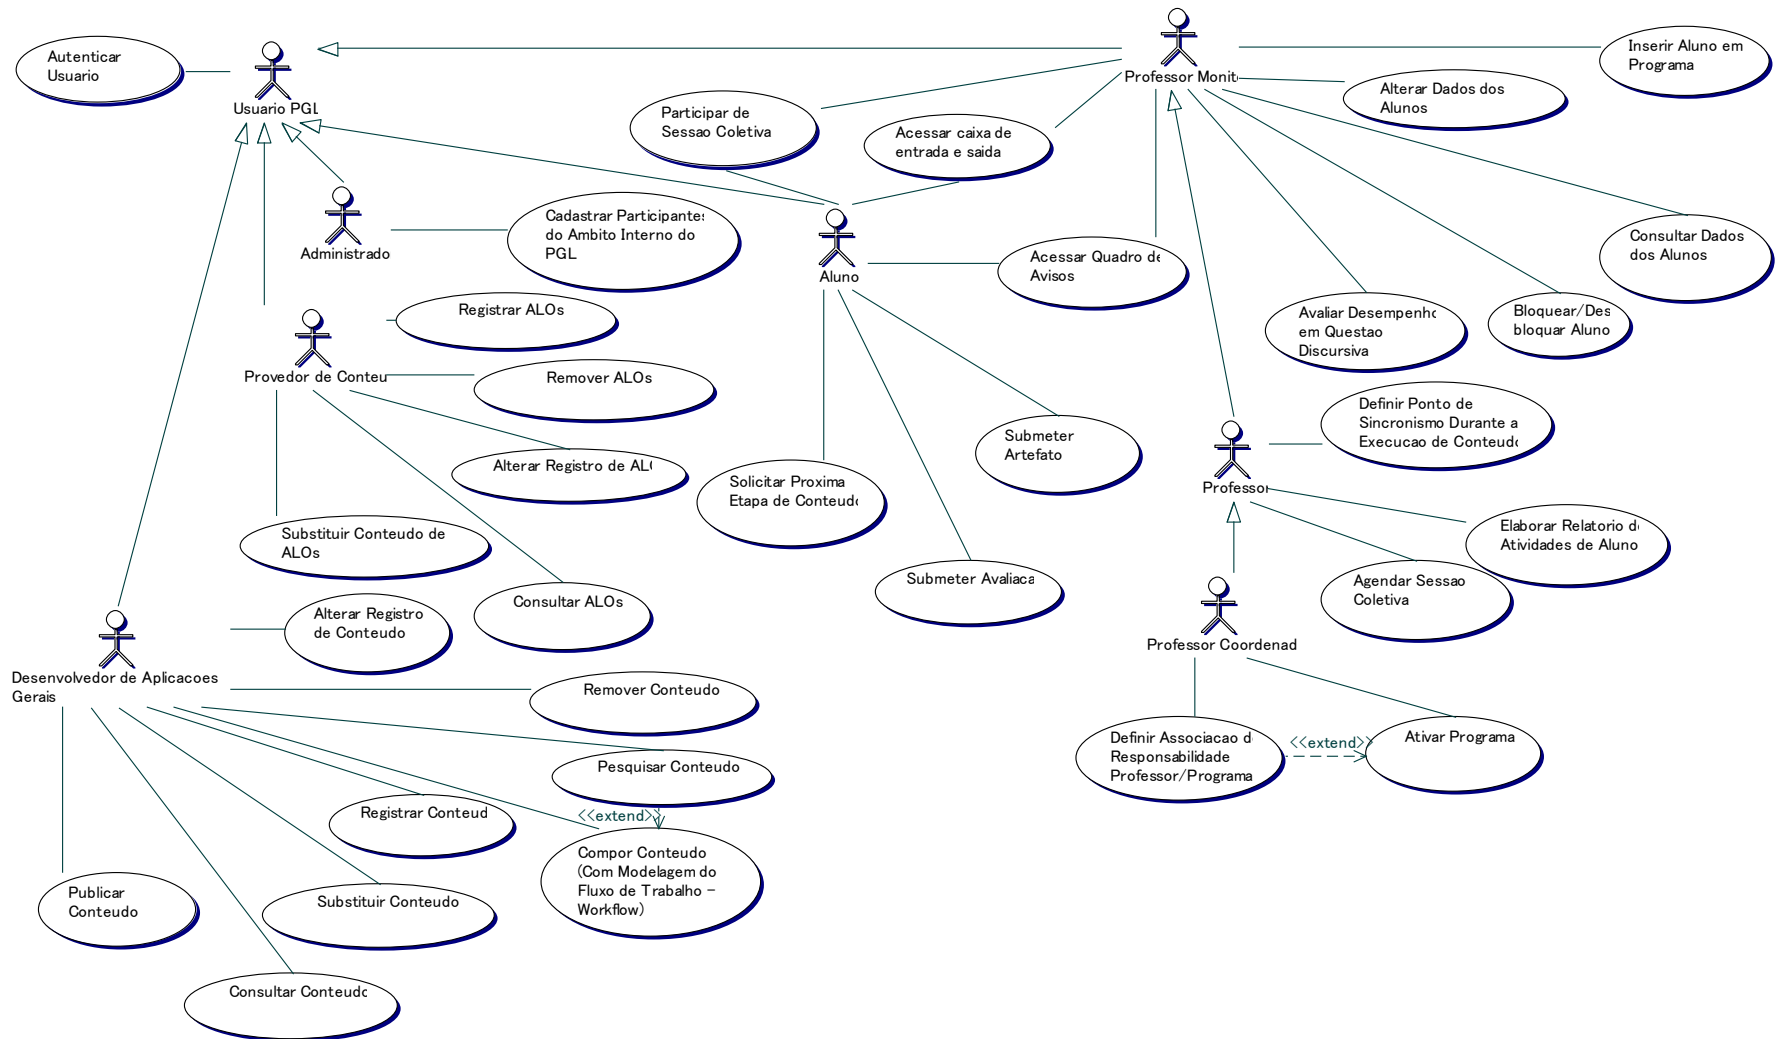 Autenticar
Usuario
Usuario PGL
Professor Monit
Inserir Aluno em
Programa
Alterar Dados dos
Alunos
Participar de
Sessao Coletiva
Acessar caixa de
entrada e saida
Administrado
Cadastrar Participantes
do Ambito Interno do
PGL
Aluno
Acessar Quadro de
Avisos
Consultar Dados
dos Alunos
Registrar ALOs
Avaliar Desempenho
em Questao
Discursiva
Bloquear/Des
bloquar Aluno
Provedor de Conteu
Remover ALOs
Definir Ponto de
Sincronismo Durante a
Execucao de Conteudo
Submeter
Artefato
Alterar Registro de ALO
Solicitar Proxima
Etapa de Conteudo
Professor
Substituir Conteudo de
ALOs
Elaborar Relatorio de
Atividades de Aluno
Submeter Avaliaca
Agendar Sessao
Coletiva
Consultar ALOs
Alterar Registro
de Conteudo
Professor Coordenad
Desenvolvedor de Aplicacoes
Gerais
Remover Conteudo
Definir Associacao de
Responsabilidade
Professor/Programa
<<extend>>
Ativar Programa
Pesquisar Conteudo
Registrar Conteud
<<extend>>
Compor Conteudo
(Com Modelagem do
Fluxo de Trabalho -
Workflow)
Publicar
Conteudo
Substituir Conteudo
Consultar Conteudo